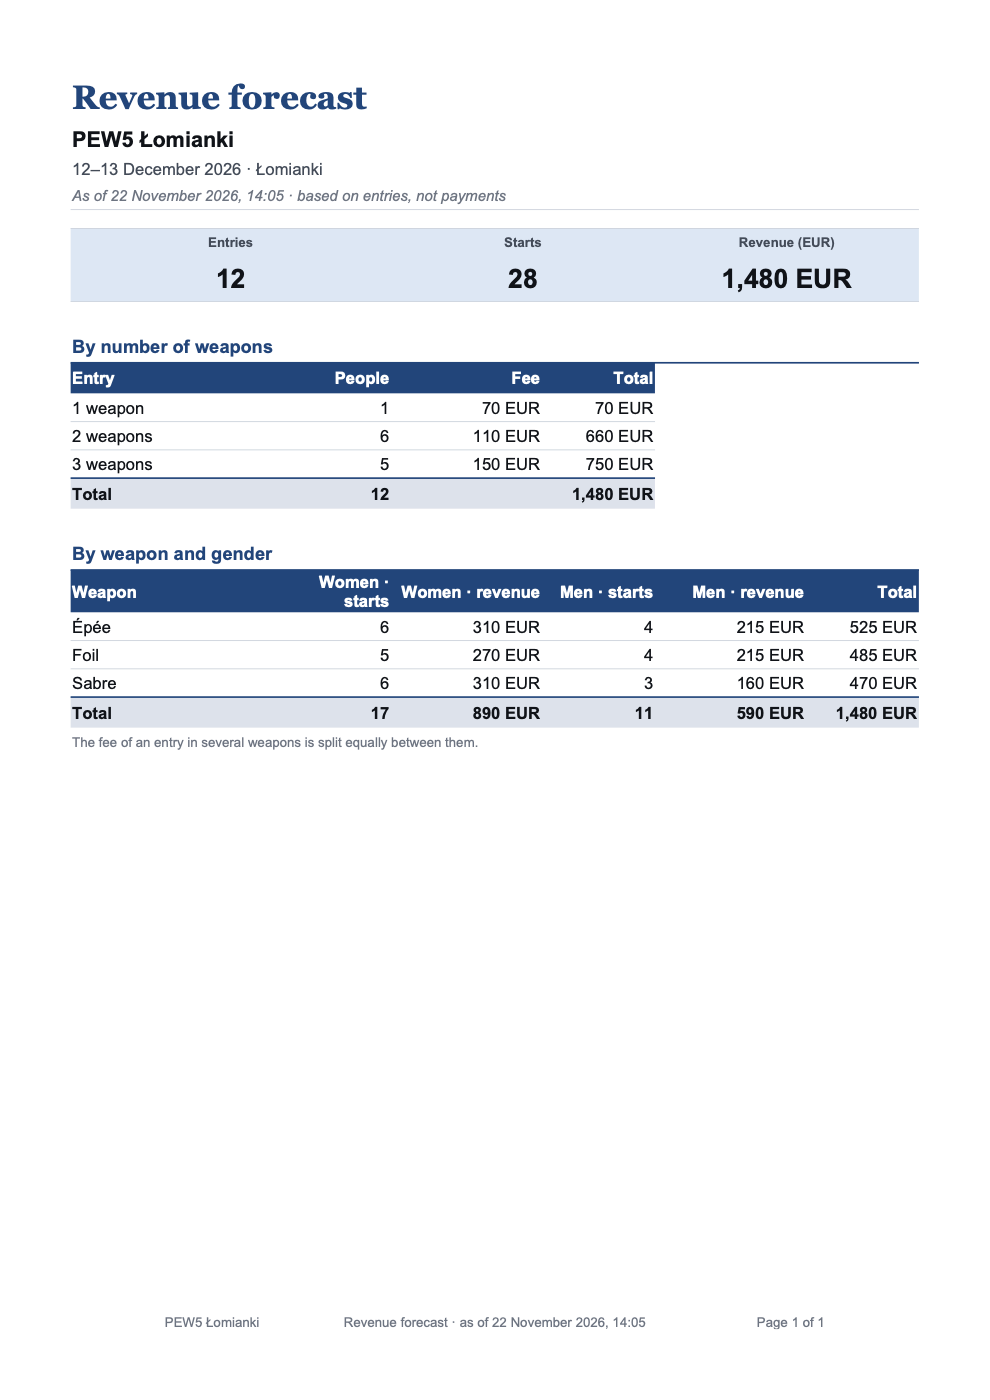 Revenue forecast
PEW5 Łomianki
12–13 December 2026 · Łomianki
As of 22 November 2026, 14:05 · based on entries, not payments
Entries Starts Revenue (EUR)
12 28 1,480 EUR
By number of weapons
Entry People Fee Total
1 weapon 1 70 EUR 70 EUR
2 weapons 6 110 EUR 660 EUR
3 weapons 5 150 EUR 750 EUR
Total 12 1,480 EUR
By weapon and gender
Weapon Women · starts Women · revenue Men · starts Men · revenue Total
Épée 6 310 EUR 4 215 EUR 525 EUR
Foil 5 270 EUR 4 215 EUR 485 EUR
Sabre 6 310 EUR 3 160 EUR 470 EUR
Total 17 890 EUR 11 590 EUR 1,480 EUR
The fee of an entry in several weapons is split equally between them.
PEW5 Łomianki Revenue forecast · as of 22 November 2026, 14:05 Page 1 of 1